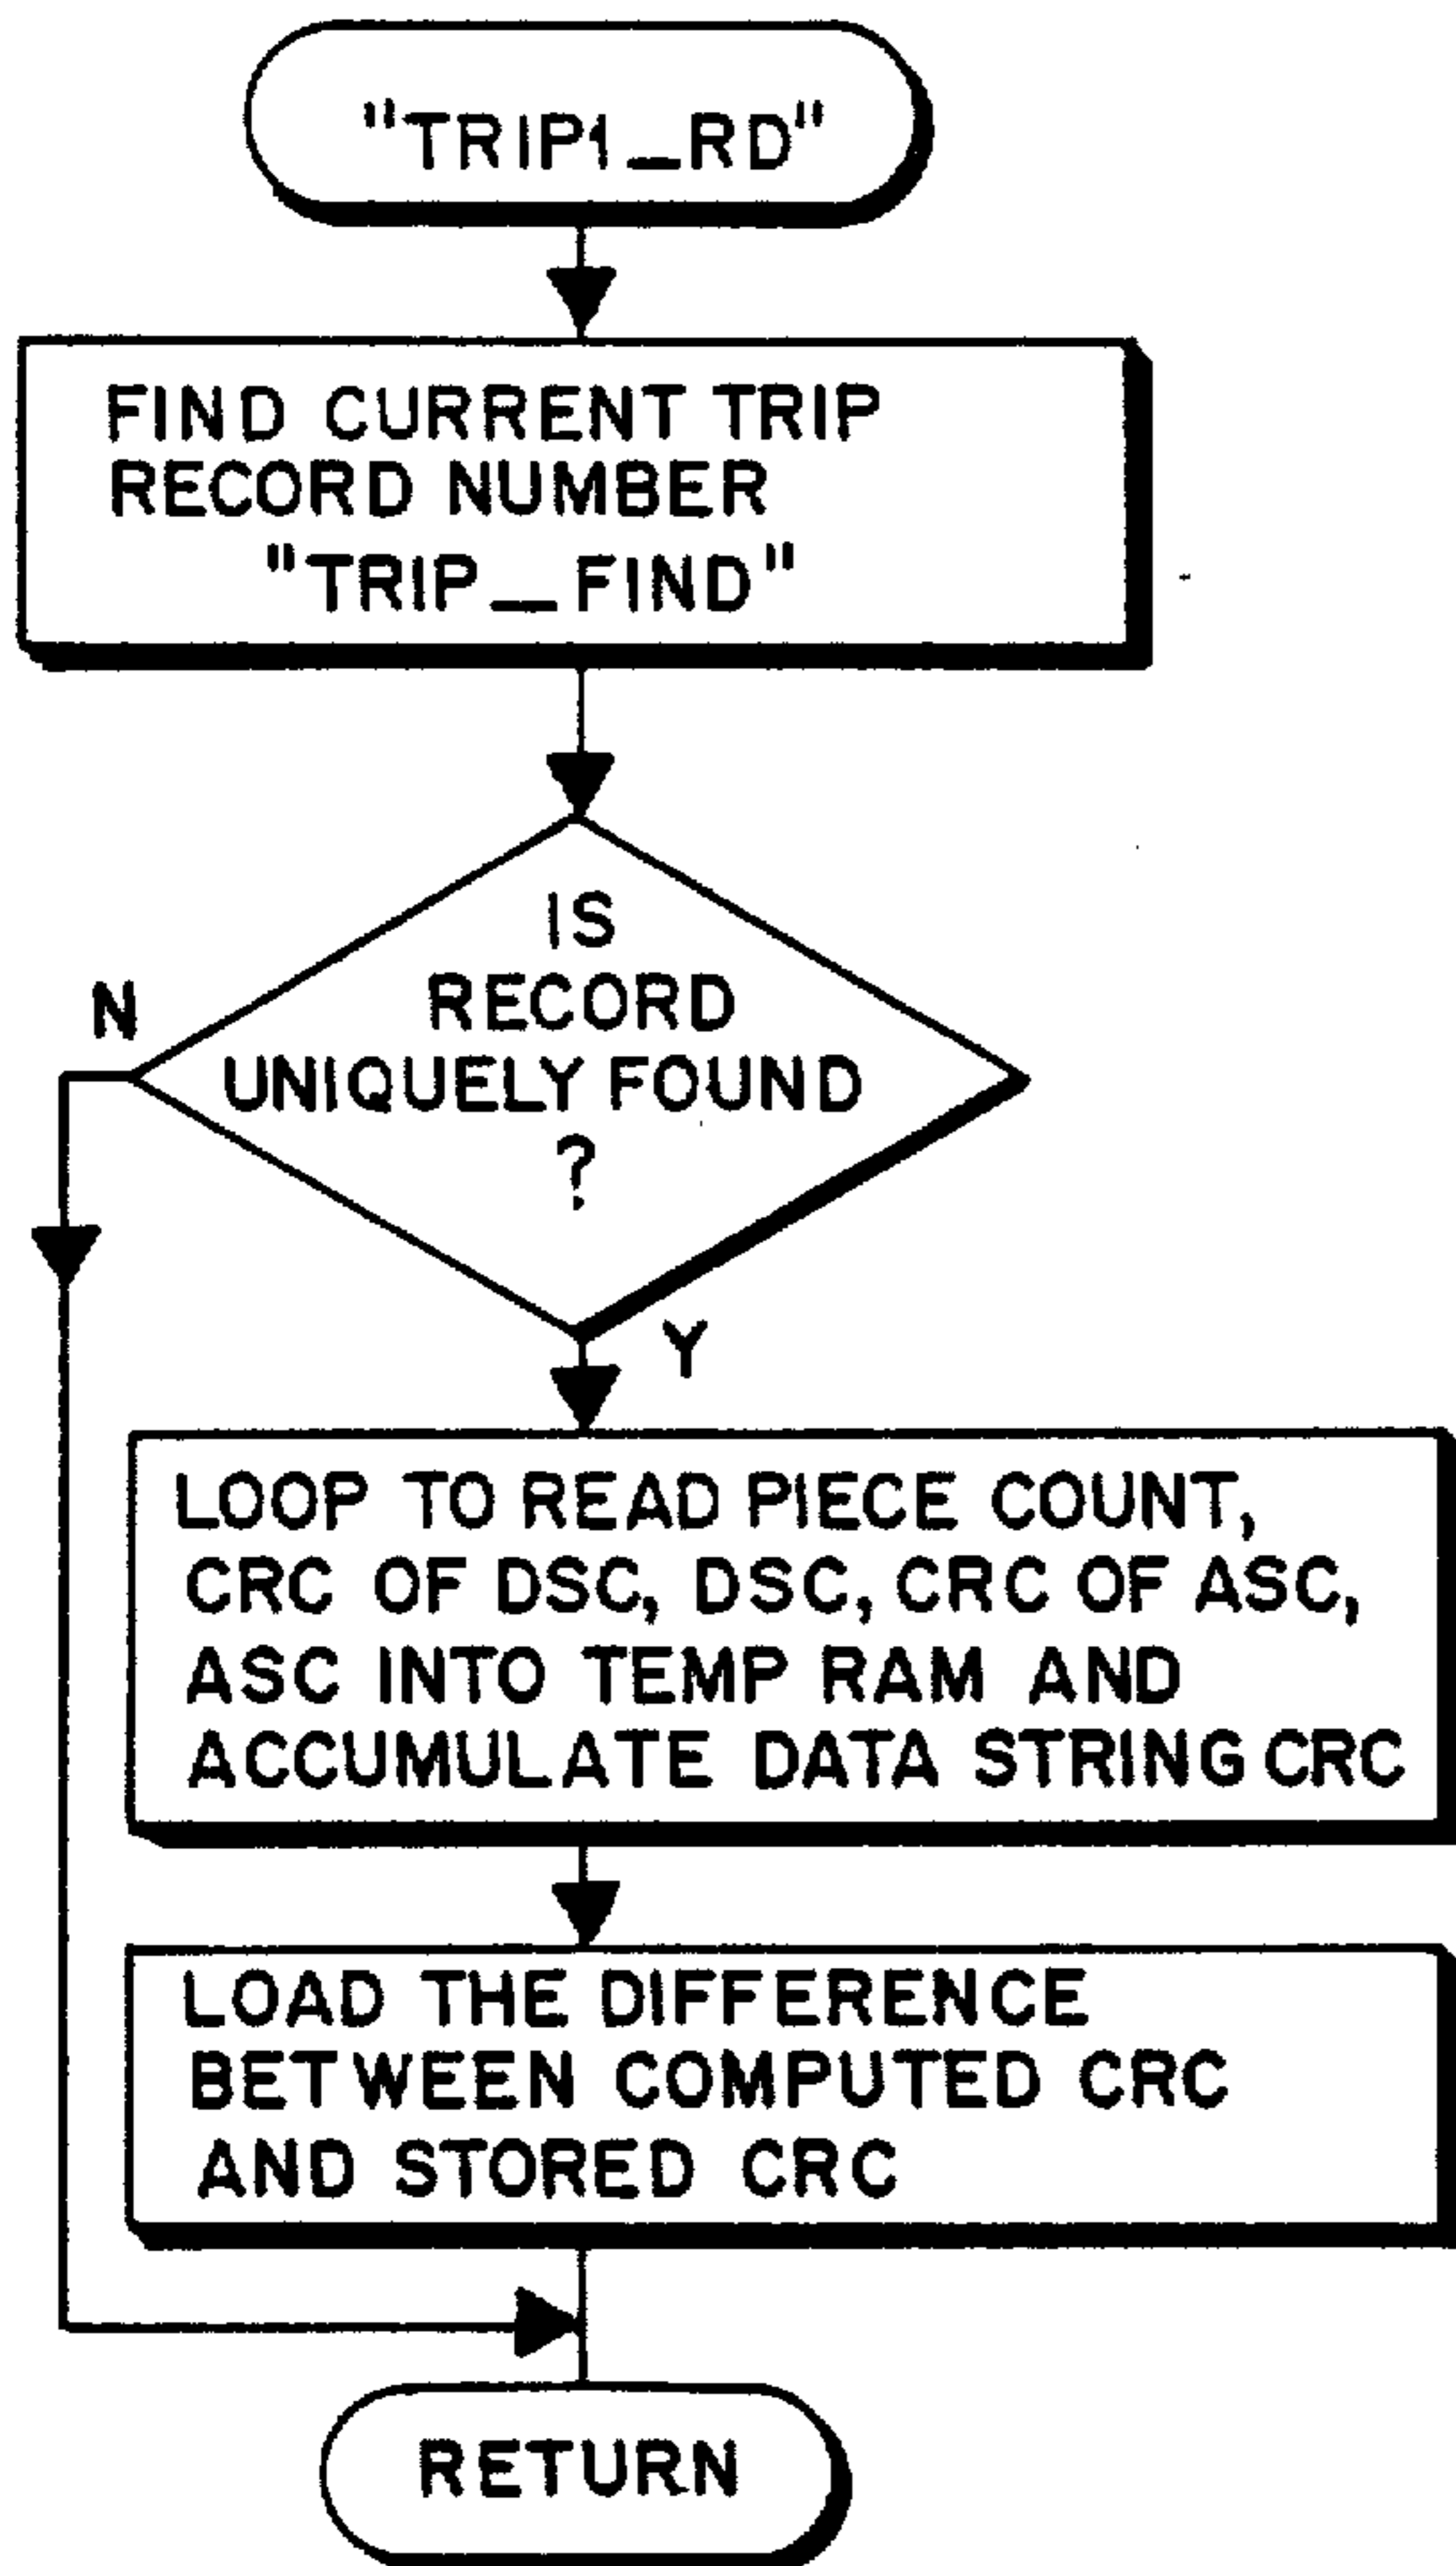 "TRIP1_RD"
FIND CURRENT TRIP
RECORD NUMBER
"TRIP_FIND"
IS
RECORD
UNIQUELY FOUND
?
N
Y
LOOP TO READ PIECE COUNT,
CRC OF DSC, DSC, CRC OF ASC,
ASC INTO TEMP RAM AND
ACCUMULATE DATA STRING CRC
LOAD THE DIFFERENCE
BETWEEN COMPUTED CRC
AND STORED CRC
RETURN